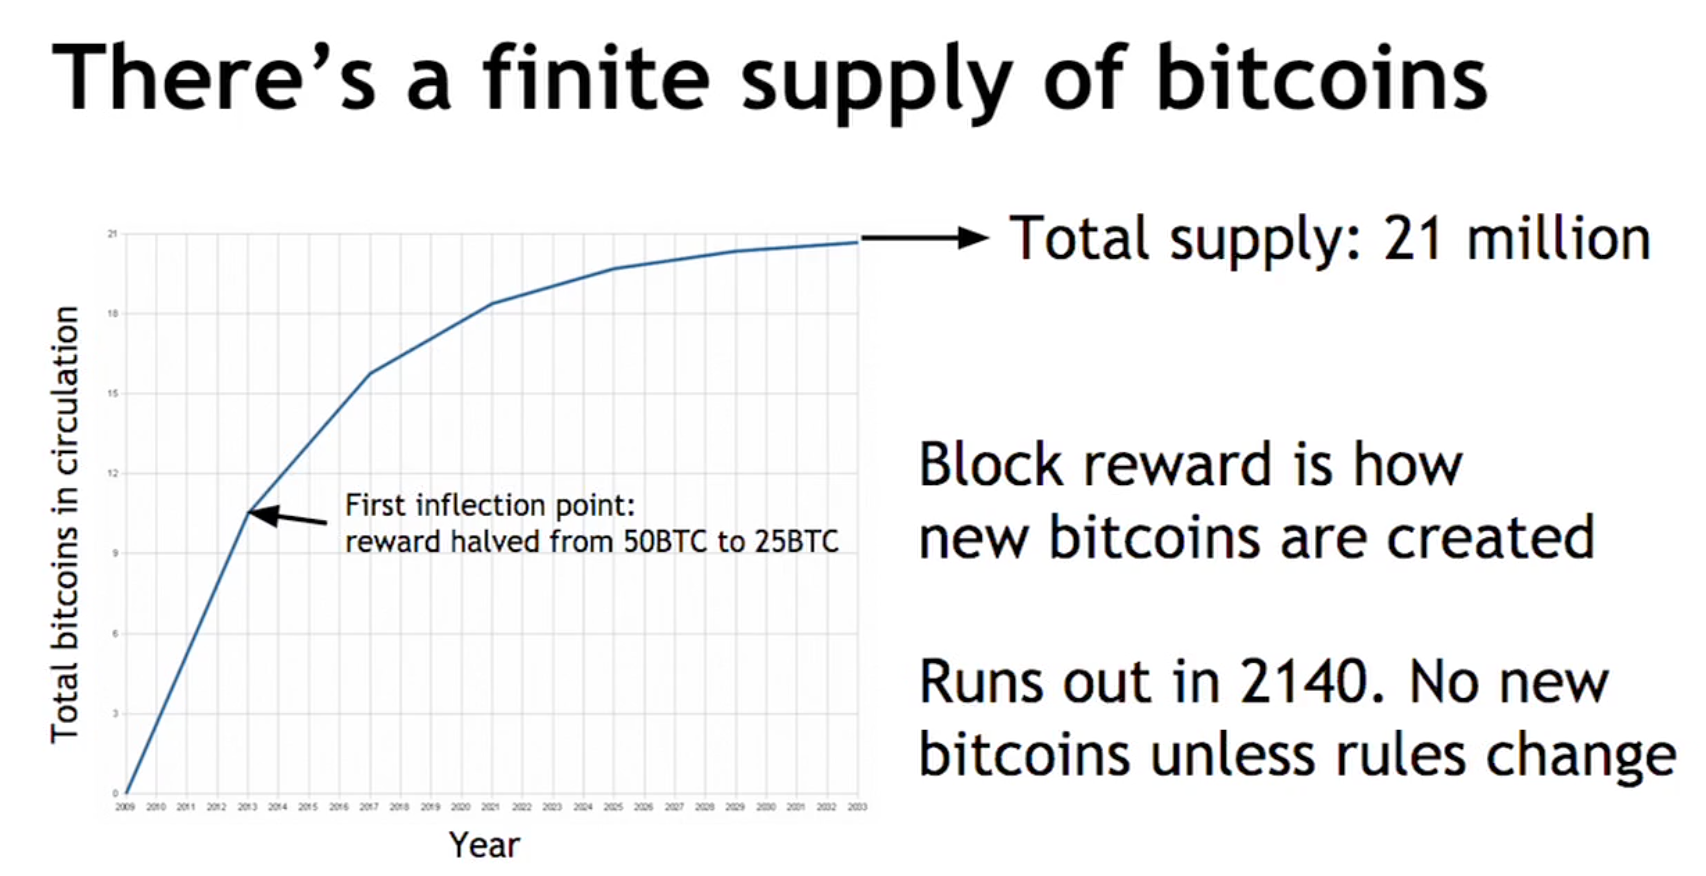 There's a finite supply of bitcoins
Total bitcoins in circulation
21
18
15
12
9
6
3
0
First inflection point:
reward halved from 50BTC to 25BTC
2009 2010 2011 2012 2013 2014 2015 2016 2017 2018 2019 2020 2021 2022 2023 2024 2025 2026 2027 2028 2029 2030 2031 2032 2033
Year
Total supply: 21 million
Block reward is how
new bitcoins are created
Runs out in 2140. No new
bitcoins unless rules change